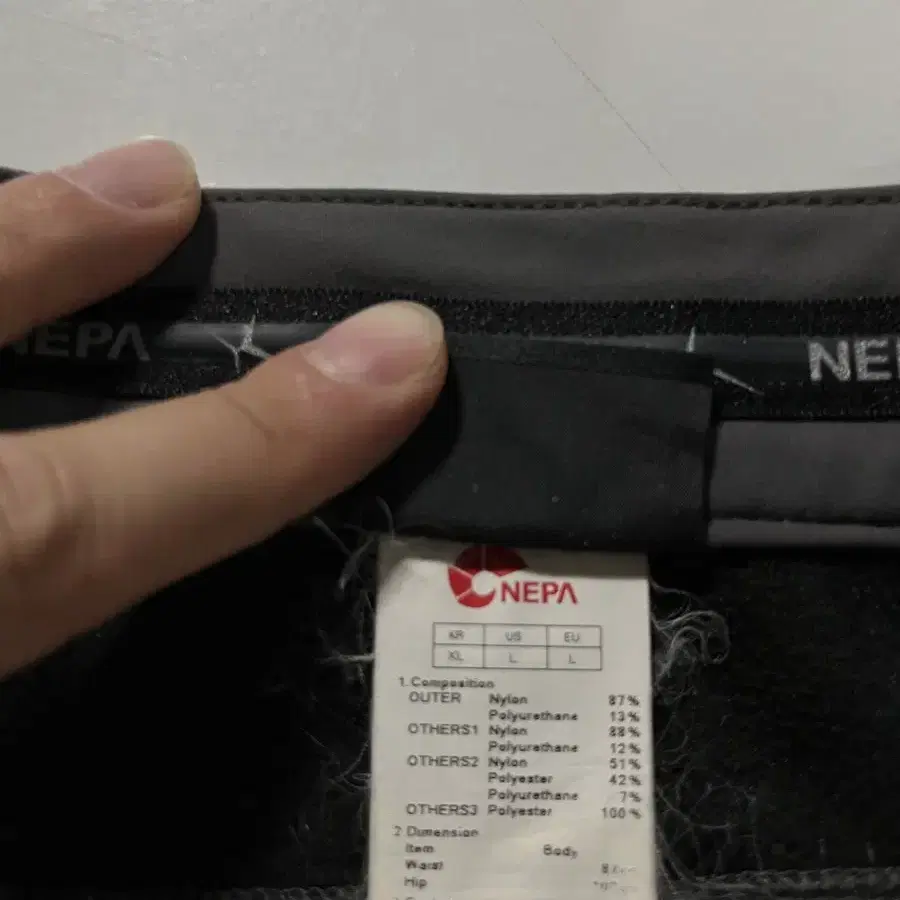 NEPA
NE
NEPA
KR US EU
XL L L
1.Composition
OUTER Nylon 87%
Polyurethane 13%
OTHERS1 Nylon 88%
Polyurethane 12%
OTHERS2 Nylon 51%
Polyester 42%
Polyurethane 7%
OTHERS3 Polyester 100%
2 Dimension
Item Body
Waist
Hip